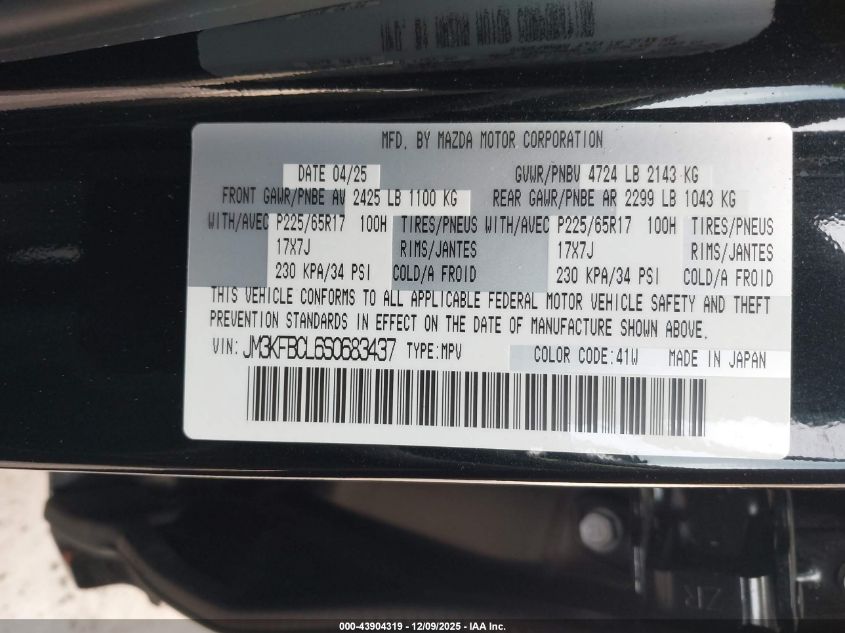 MFD. BY MAZDA MOTOR CORPORATION
DATE 04/25 GVWR/PNBV 4724 LB 2143 KG
FRONT GAWR/PNBE AV 2425 LB 1100 KG REAR GAWR/PNBE AR 2299 LB 1043 KG
WITH/AVEC P225/65R17 100H TIRES/PNEUS WITH/AVEC P225/65R17 100H TIRES/PNEUS
17X7J RIMS/JANTES 17X7J RIMS/JANTES
230 KPA/34 PSI COLD/A FROID 230 KPA/34 PSI COLD/A FROID
THIS VEHICLE CONFORMS TO ALL APPLICABLE FEDERAL MOTOR VEHICLE SAFETY AND THEFT
PREVENTION STANDARDS IN EFFECT ON THE DATE OF MANUFACTURE SHOWN ABOVE.
VIN: JM3KFBCL6S0683437 TYPE:MPV COLOR CODE:41W MADE IN JAPAN
000-43904319 - 12/09/2025 - IAA Inc.